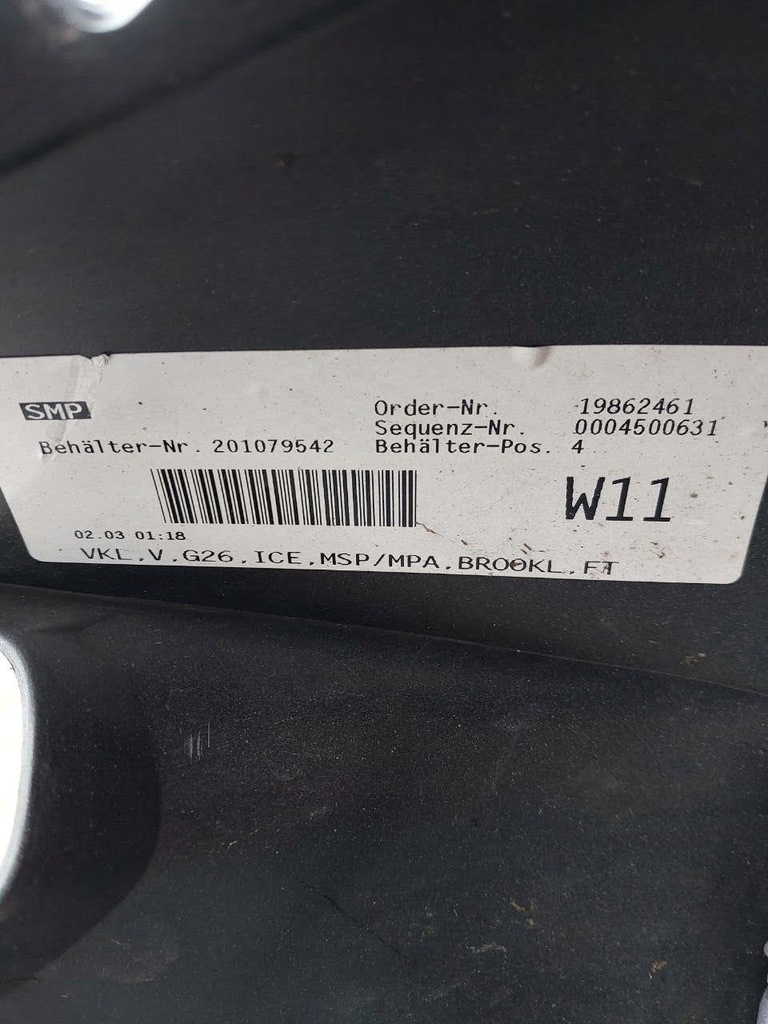 SMP
Order-Nr. 19862461
Sequenz-Nr. 0004500631
Behälter-Nr. 201079542 Behälter-Pos. 4
W11
02.03 01:18
VKL,V,G26,ICE,MSP/MPA,BROOKL,FT